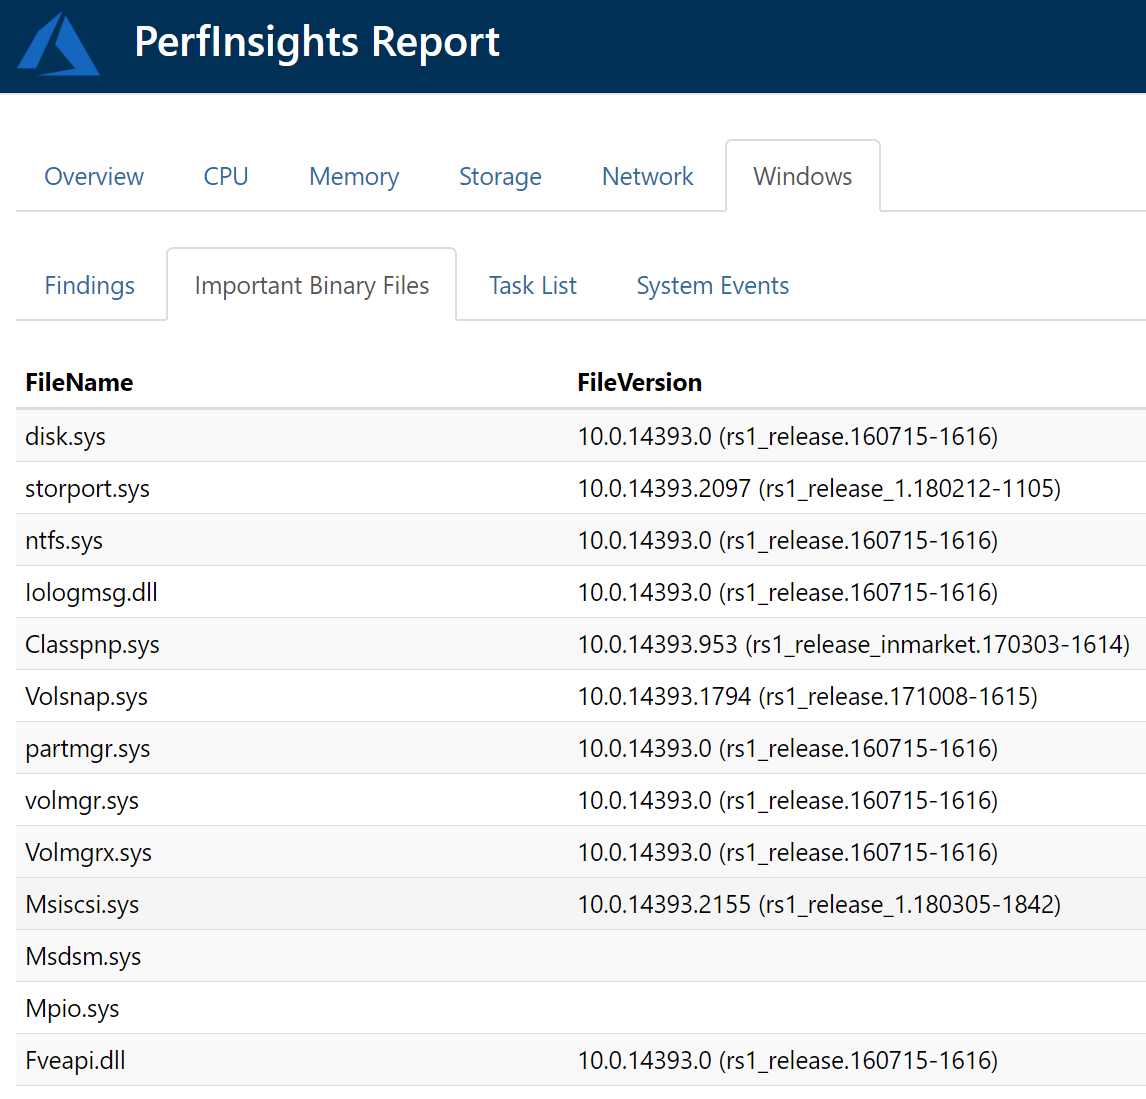 PerfInsights Report
Overview CPU Memory Storage Network Windows
Findings Important Binary Files Task List System Events
FileName FileVersion
disk.sys 10.0.14393.0 (rs1_release.160715-1616)
storport.sys 10.0.14393.2097 (rs1_release_1.180212-1105)
ntfs.sys 10.0.14393.0 (rs1_release.160715-1616)
Iologmsg.dll 10.0.14393.0 (rs1_release.160715-1616)
Classpnp.sys 10.0.14393.953 (rs1_release_inmarket.170303-1614)
Volsnap.sys 10.0.14393.1794 (rs1_release.171008-1615)
partmgr.sys 10.0.14393.0 (rs1_release.160715-1616)
volmgr.sys 10.0.14393.0 (rs1_release.160715-1616)
Volmgrx.sys 10.0.14393.0 (rs1_release.160715-1616)
Msiscsi.sys 10.0.14393.2155 (rs1_release_1.180305-1842)
Msdsm.sys
Mpio.sys
Fveapi.dll 10.0.14393.0 (rs1_release.160715-1616)